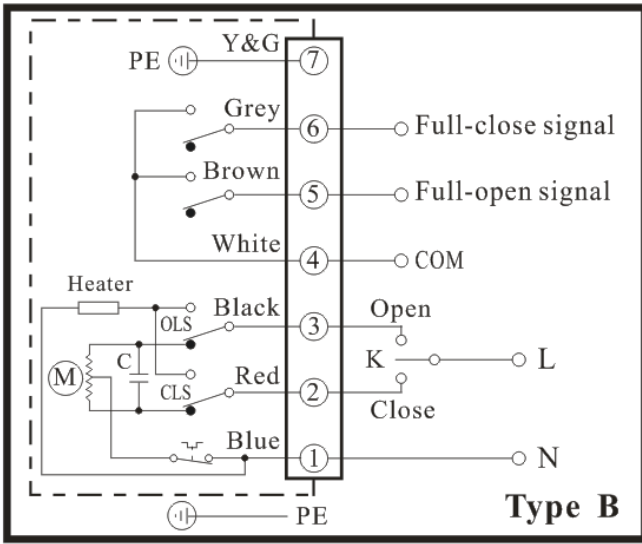 PE Y&G 7
Grey 6 Full-close signal
Brown 5 Full-open signal
White 4 COM
Heater
OLS Black 3 Open
M C K L
CLS Red 2 Close
Blue 1 N
PE
Type B